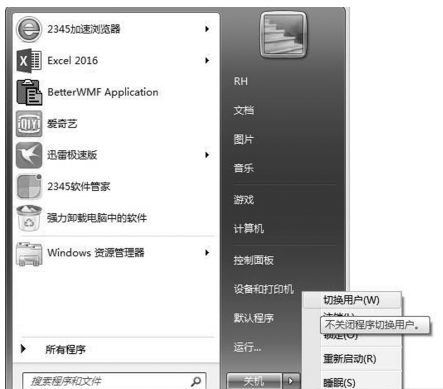 2345加速浏览器
Excel 2016
BetterWMF Application
爱奇艺
迅雷极速版
2345软件管家
强力卸载电脑中的软件
Windows 资源管理器
所有程序
搜索程序和文件
RH
文档
图片
音乐
游戏
计算机
控制面板
设备和打印机
默认程序
运行...
关机
切换用户(W)
不关闭程序切换用户。
锁定(O)
重新启动(R)
睡眠(S)